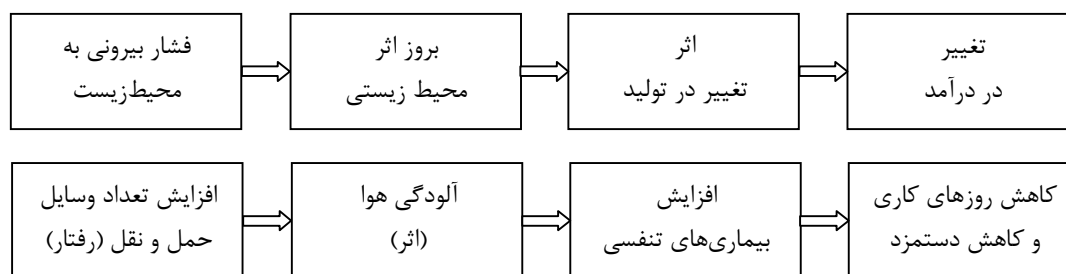 فشار بیرونی به
محیط‌زیست
بروز اثر
محیط زیستی
اثر
تغییر در تولید
تغییر
در درآمد
افزایش تعداد وسایل
حمل و نقل (رفتار)
آلودگی هوا
(اثر)
افزایش
بیماری‌های تنفسی
کاهش روزهای کاری
و کاهش دستمزد